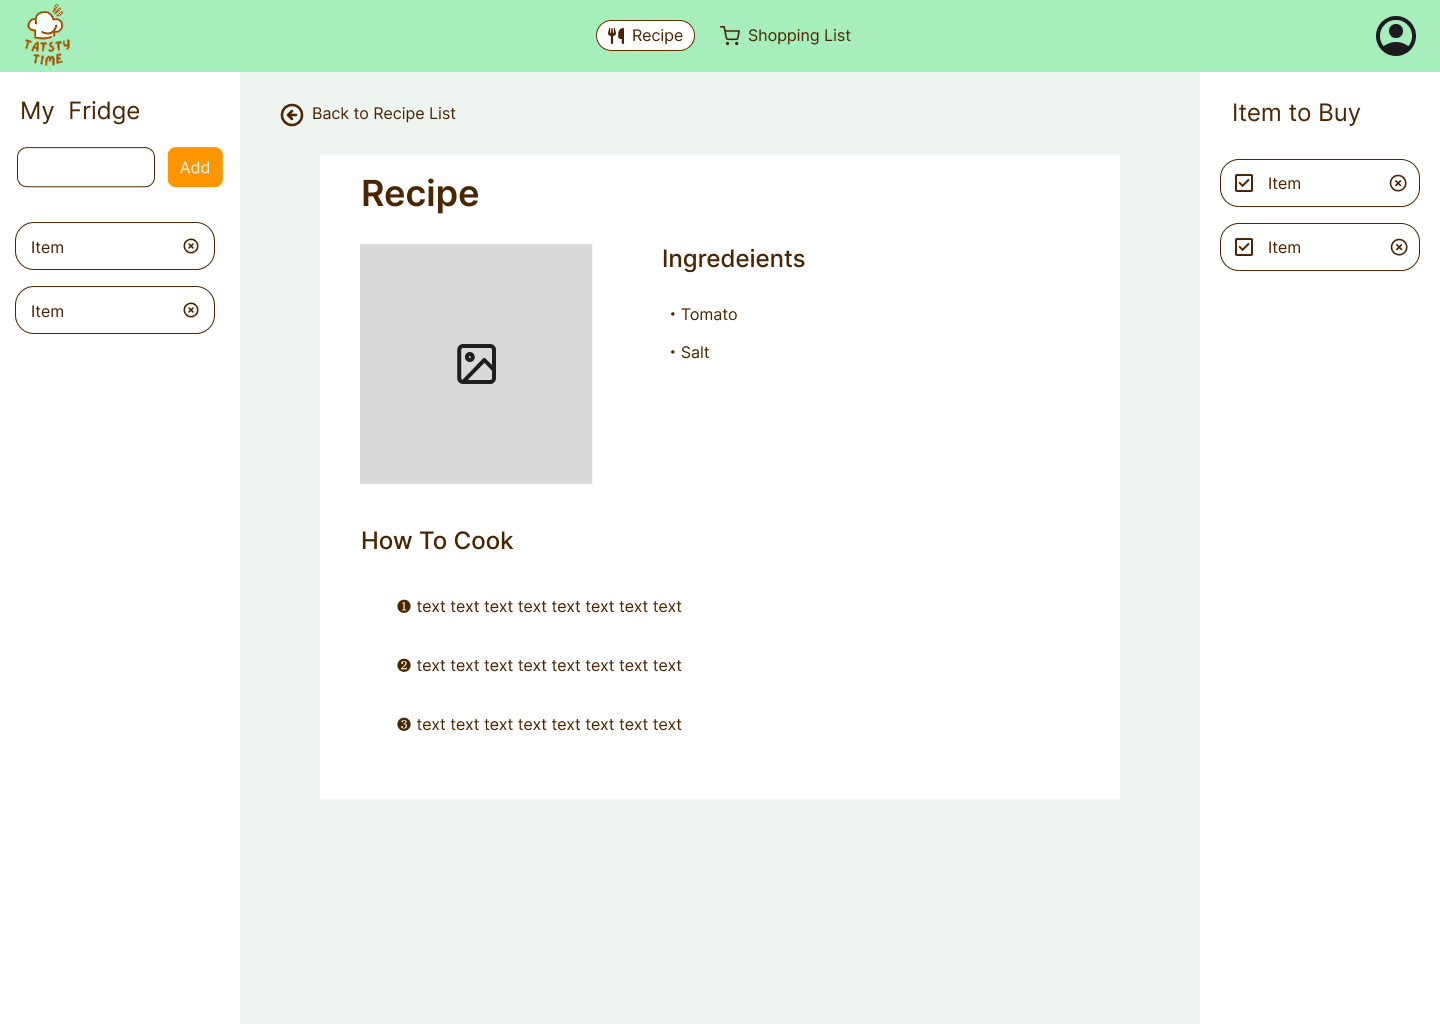 TATSTY
TIME
Recipe
Shopping List
My Fridge
Add
Item
Item
Back to Recipe List
Recipe
Ingredeients
• Tomato
• Salt
How To Cook
❶ text text text text text text text text
❷ text text text text text text text text
❸ text text text text text text text text
Item to Buy
Item
Item